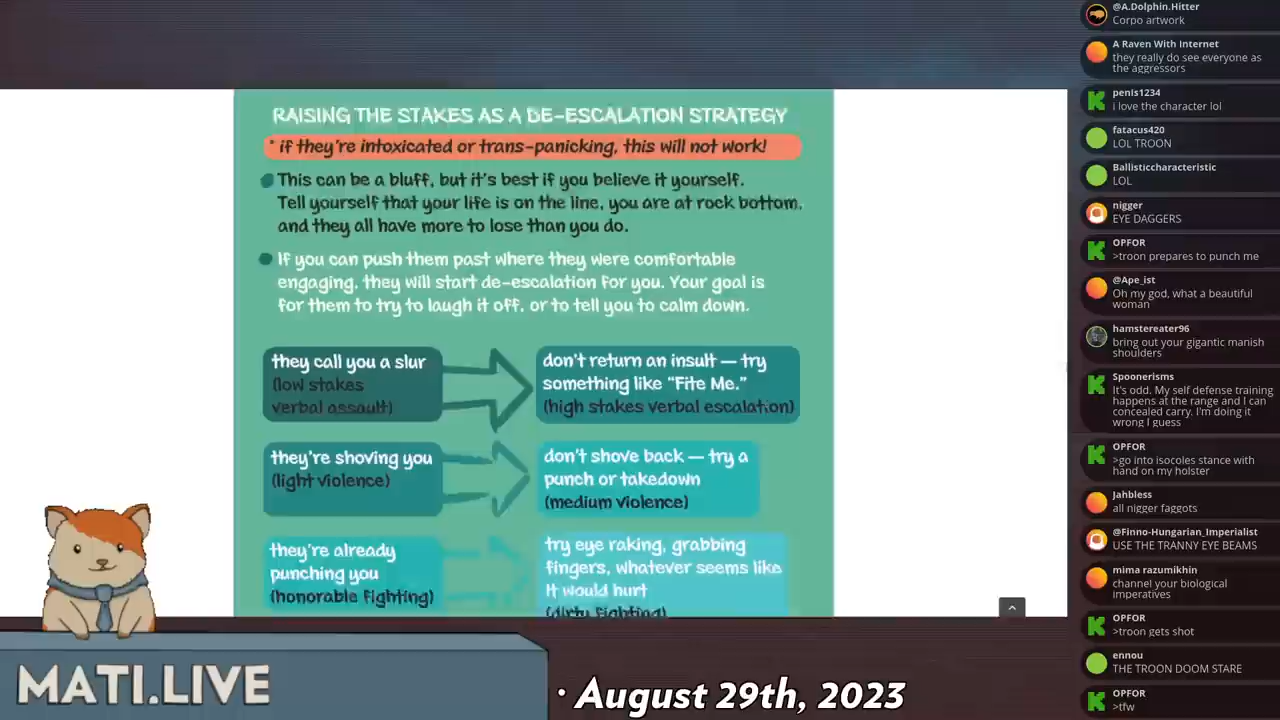 RAISING THE STAKES AS A DE-ESCALATION STRATEGY
* if they're intoxicated or trans-panicking, this will not work!
This can be a bluff, but it's best if you believe it yourself.
Tell yourself that your life is on the line, you are at rock bottom,
and they all have more to lose than you do.
If you can push them past where they were comfortable
engaging, they will start de-escalation for you. Your goal is
for them to try to laugh it off, or to tell you to calm down.
they call you a slur
(low stakes
verbal assault)
don't return an insult — try
something like "Fite Me."
(high stakes verbal escalation)
they're shoving you
(light violence)
don't shove back — try a
punch or takedown
(medium violence)
they're already
punching you
(honorable fighting)
try eye raking, grabbing
fingers, whatever seems like
it would hurt
(dirty fighting)
MATI.LIVE
· August 29th, 2023
@A.Dolphin.Hitter
Corpo artwork
A Raven With Internet
they really do see everyone as
the aggressors
penis1234
i love the character lol
fatacus420
LOL TROON
Ballisticcharacteristic
LOL
nigger
EYE DAGGERS
OPFOR
>troon prepares to punch me
@Ape_ist
Oh my god, what a beautiful
woman
hamstereater96
bring out your gigantic manish
shoulders
Spoonerisms
It's odd. My self defense training
happens at the range and I can
concealed carry. I'm doing it
wrong I guess
OPFOR
>go into isocoles stance with
hand on my holster
Jahbless
all nigger faggots
@Finno-Hungarian_Imperialist
USE THE TRANNY EYE BEAMS
mima razumikhin
channel your biological
imperatives
OPFOR
>troon gets shot
ennou
THE TROON DOOM STARE
OPFOR
>tfw